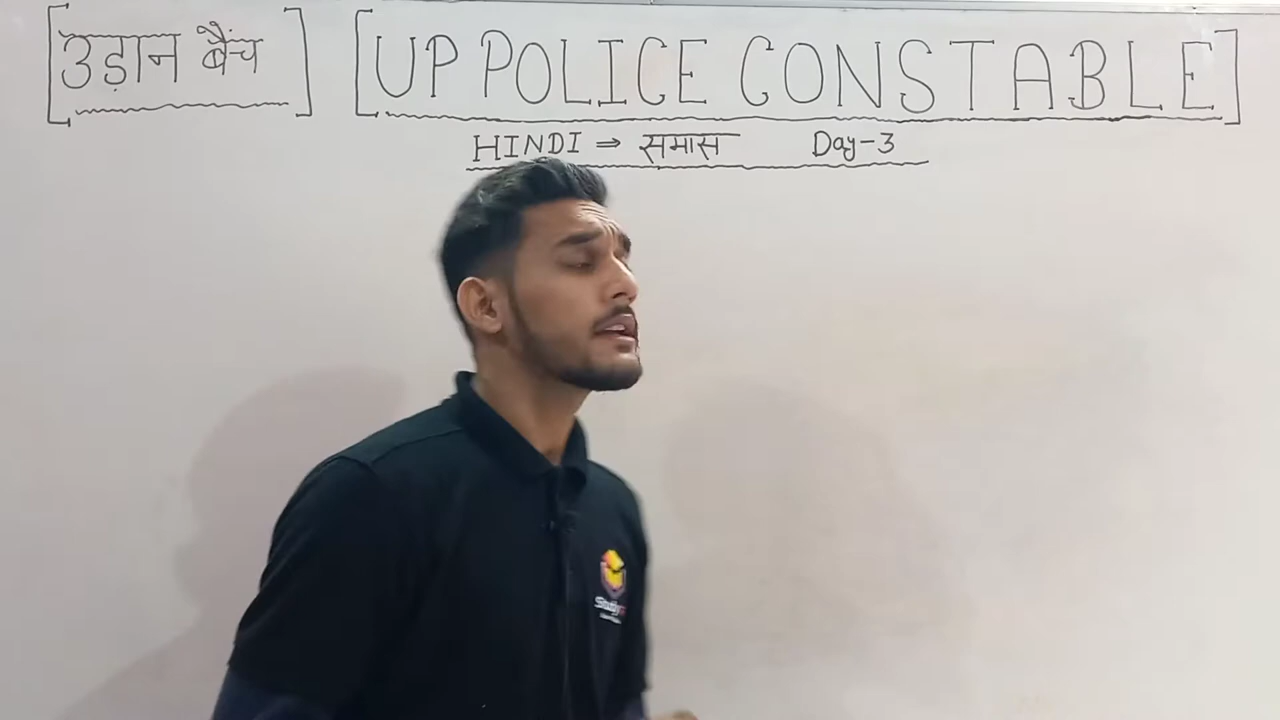 [उड़ान बैच] [UP POLICE CONSTABLE]
HINDI ⇒ समास Day-3